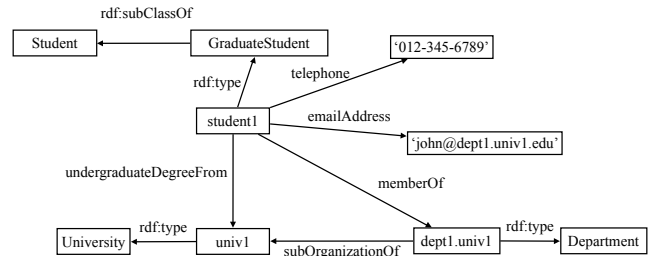 rdf:subClassOf
Student
GraduateStudent
‘012-345-6789’
telephone
rdf:type
emailAddress
student1
‘john@dept1.univ1.edu’
undergraduateDegreeFrom
memberOf
rdf:type
rdf:type
University
univ1
dept1.univ1
Department
subOrganizationOf